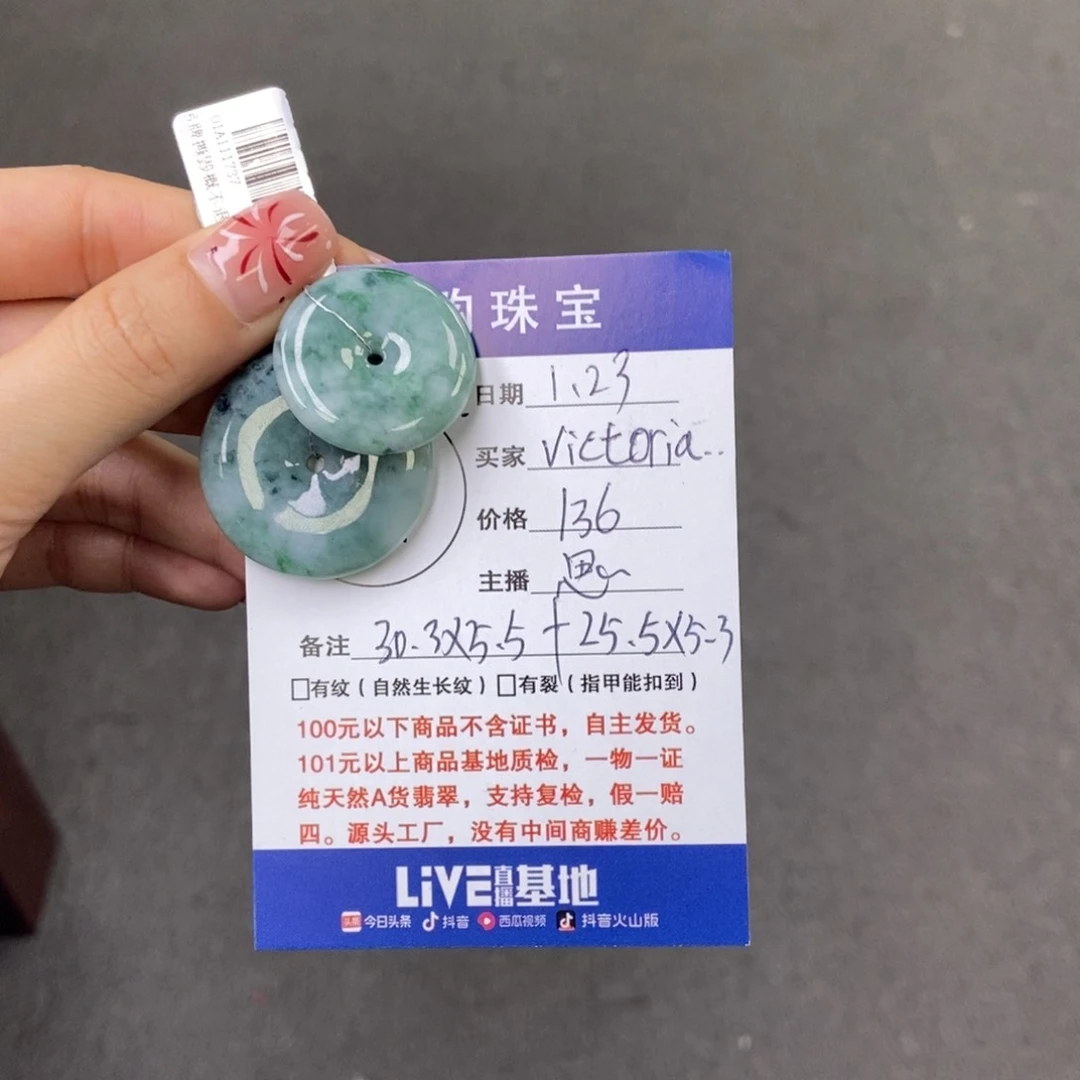 01A111737
珠宝
日期 1.23
买家 Victoria..
价格 136
主播
备注 30.3X5.5+25.5X5.3
有纹（自然生长纹）有裂（指甲能扣到）
100元以下商品不含证书，自主发货。
101元以上商品基地质检，一物一证
纯天然A货翡翠，支持复检，假一赔
四。源头工厂，没有中间商赚差价。
LiVE直播基地
头条 今日头条 抖音 西瓜视频 抖音火山版